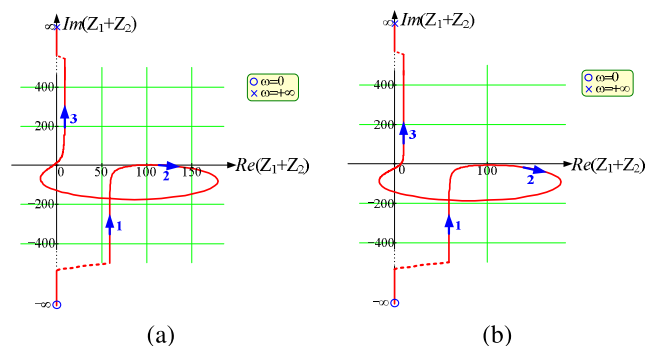 ∞ Im(Z₁+Z₂)
400
200
3
0 50 100 150 Re(Z₁+Z₂)
2
−200
1
−400
−∞
ω=0
ω=+∞
(a)
∞ Im(Z₁+Z₂)
400
200
3
0 100 Re(Z₁+Z₂)
2
−200
1
−400
−∞
ω=0
ω=+∞
(b)